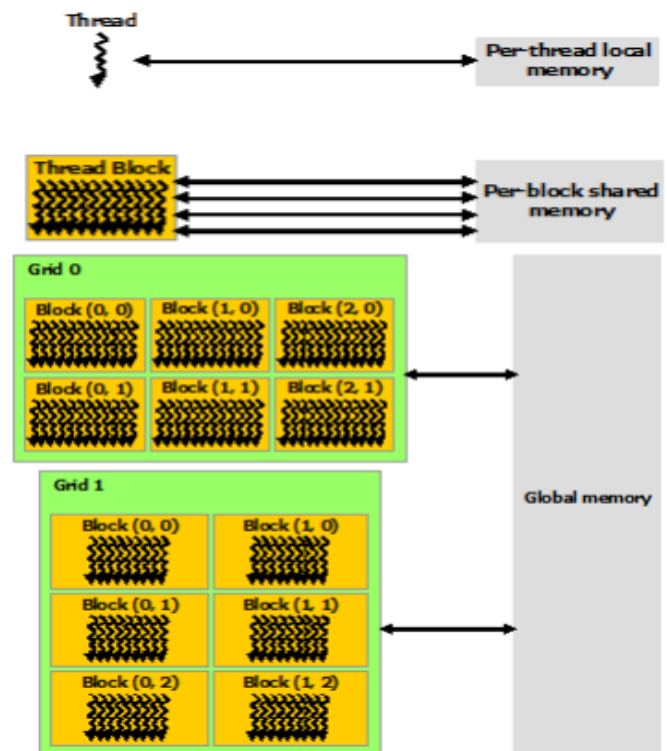 Thread
Per-thread local
memory
Thread Block
Per-block shared
memory
Grid 0
Block (0, 0) Block (1, 0) Block (2, 0)
Block (0, 1) Block (1, 1) Block (2, 1)
Grid 1
Block (0, 0) Block (1, 0)
Global memory
Block (0, 1) Block (1, 1)
Block (0, 2) Block (1, 2)